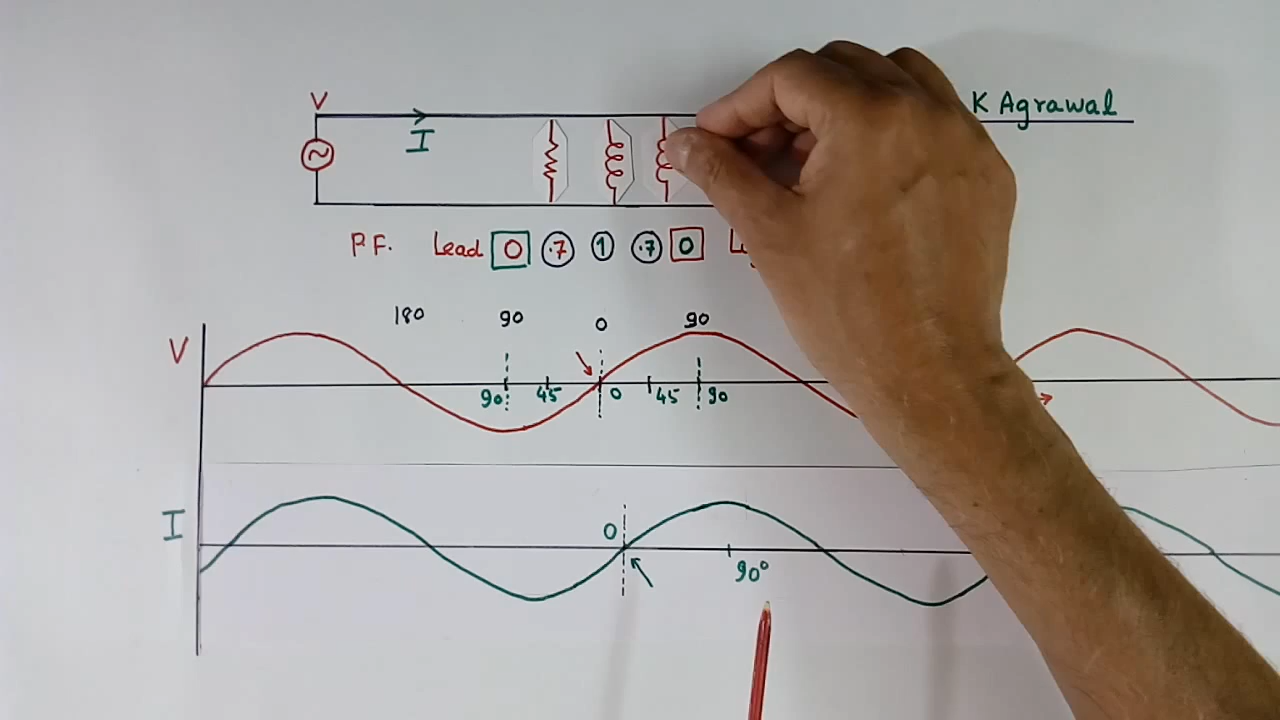 K Agrawal
V
I
P.F. Lead 0 .7 1 .7 0
180 90 0 90
V
90 45 0 45 90
I
0
90°